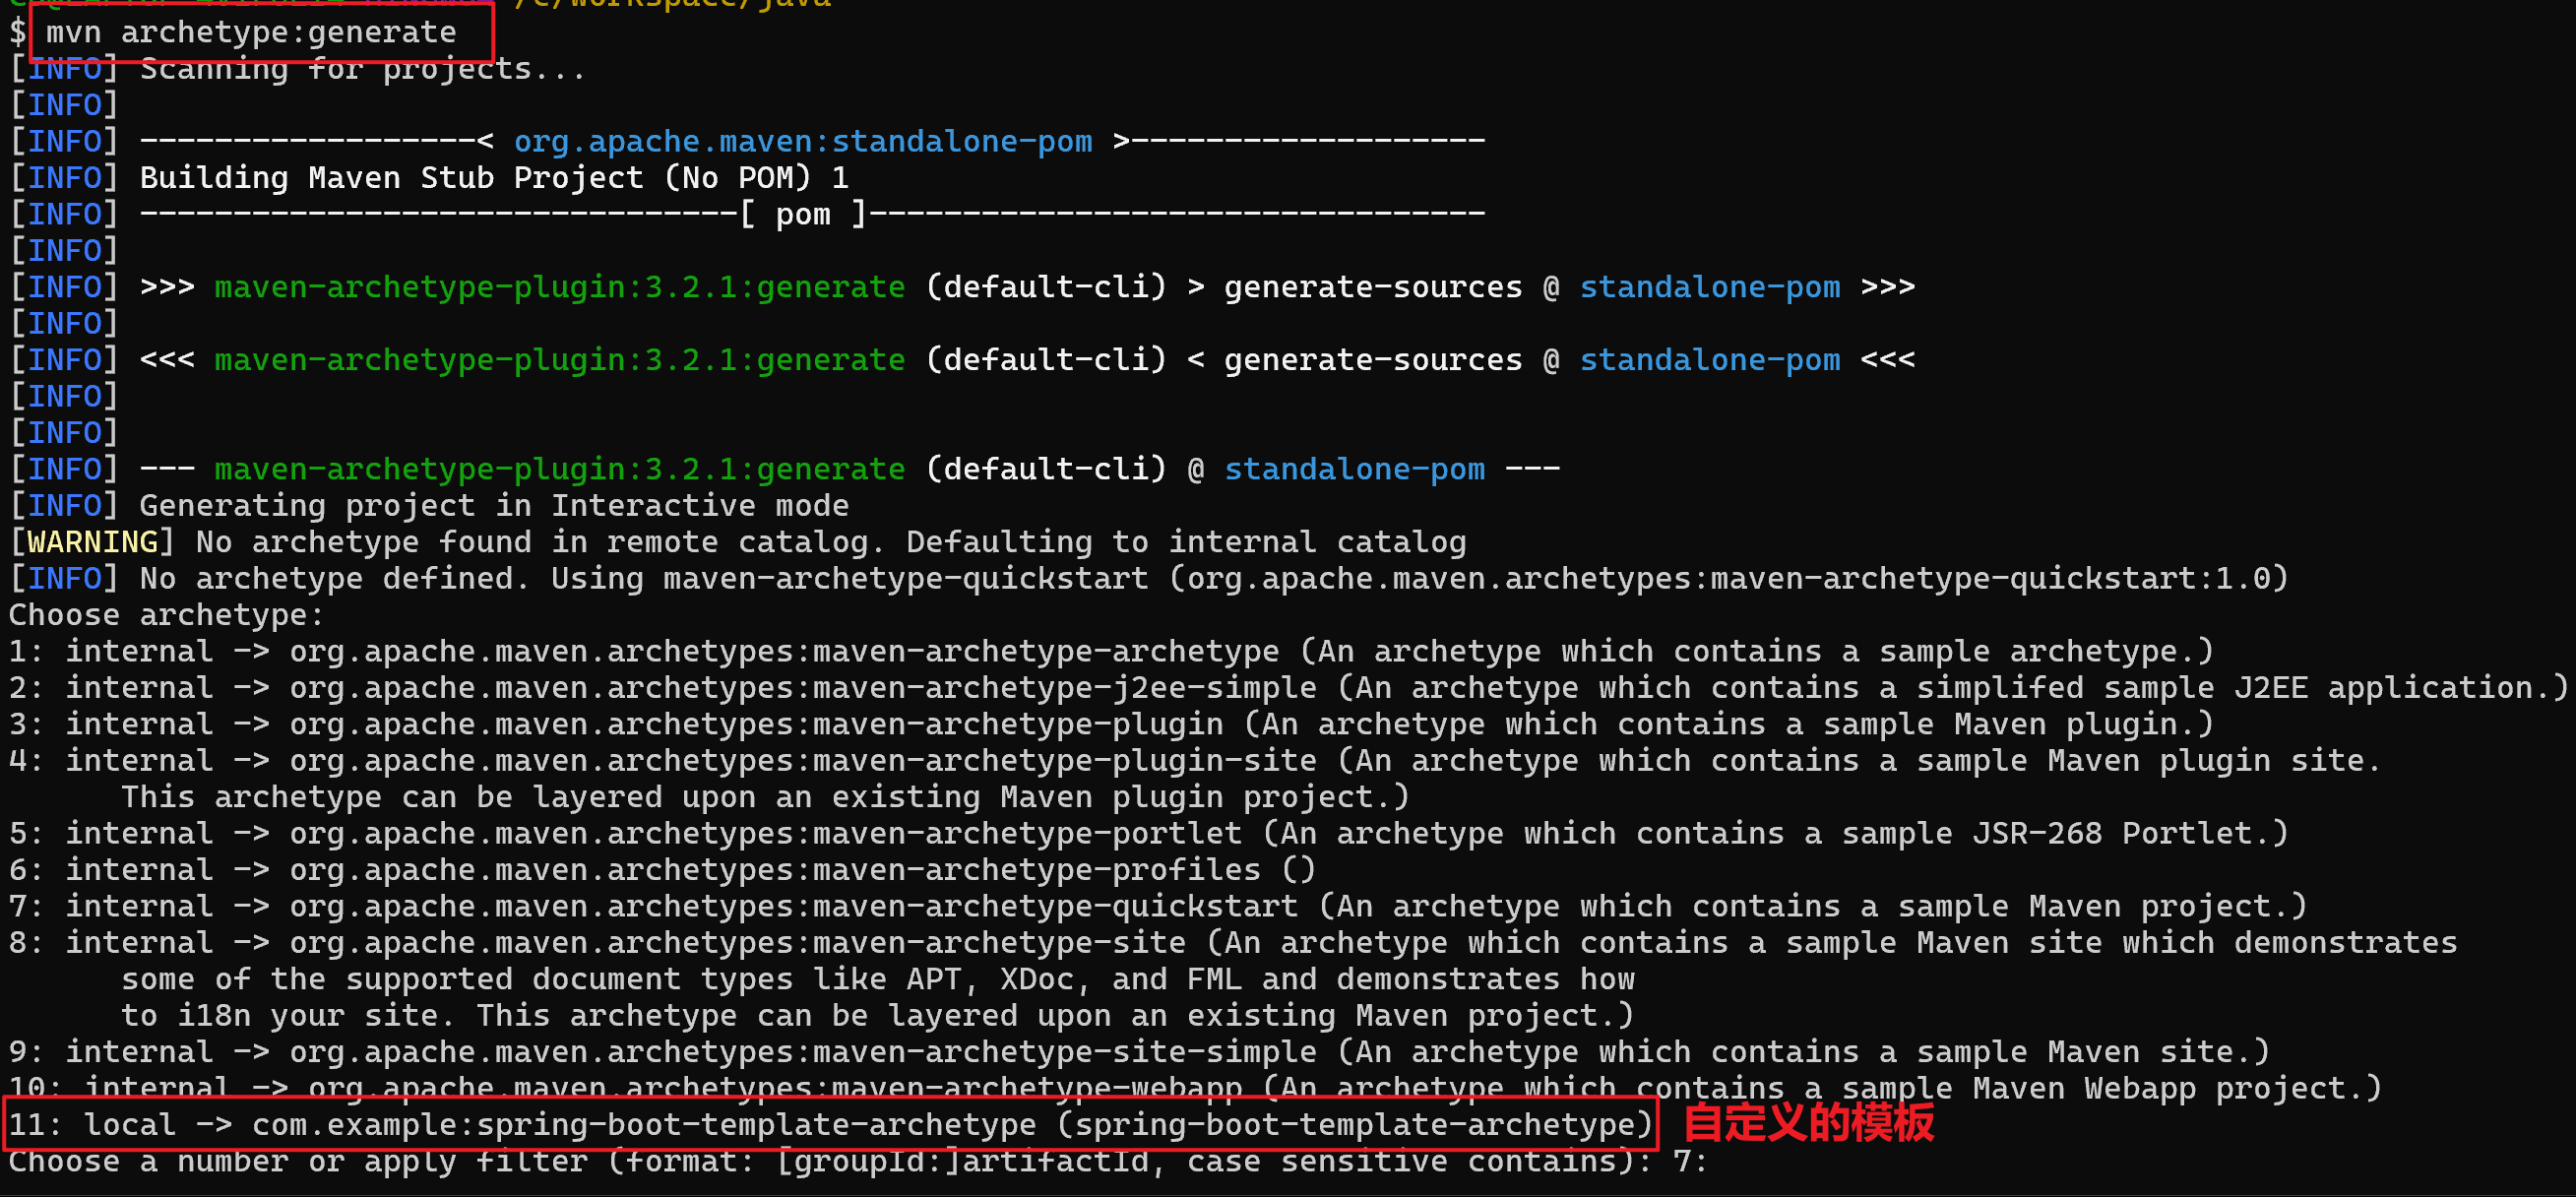 /c/workspace/java
$ mvn archetype:generate
[INFO] Scanning for projects...
[INFO]
[INFO] ------------------< org.apache.maven:standalone-pom >-------------------
[INFO] Building Maven Stub Project (No POM) 1
[INFO] --------------------------------[ pom ]---------------------------------
[INFO]
[INFO] >>> maven-archetype-plugin:3.2.1:generate (default-cli) > generate-sources @ standalone-pom >>>
[INFO]
[INFO] <<< maven-archetype-plugin:3.2.1:generate (default-cli) < generate-sources @ standalone-pom <<<
[INFO]
[INFO]
[INFO] --- maven-archetype-plugin:3.2.1:generate (default-cli) @ standalone-pom ---
[INFO] Generating project in Interactive mode
[WARNING] No archetype found in remote catalog. Defaulting to internal catalog
[INFO] No archetype defined. Using maven-archetype-quickstart (org.apache.maven.archetypes:maven-archetype-quickstart:1.0)
Choose archetype:
1: internal -> org.apache.maven.archetypes:maven-archetype-archetype (An archetype which contains a sample archetype.)
2: internal -> org.apache.maven.archetypes:maven-archetype-j2ee-simple (An archetype which contains a simplifed sample J2EE application.)
3: internal -> org.apache.maven.archetypes:maven-archetype-plugin (An archetype which contains a sample Maven plugin.)
4: internal -> org.apache.maven.archetypes:maven-archetype-plugin-site (An archetype which contains a sample Maven plugin site.
This archetype can be layered upon an existing Maven plugin project.)
5: internal -> org.apache.maven.archetypes:maven-archetype-portlet (An archetype which contains a sample JSR-268 Portlet.)
6: internal -> org.apache.maven.archetypes:maven-archetype-profiles ()
7: internal -> org.apache.maven.archetypes:maven-archetype-quickstart (An archetype which contains a sample Maven project.)
8: internal -> org.apache.maven.archetypes:maven-archetype-site (An archetype which contains a sample Maven site which demonstrates
some of the supported document types like APT, XDoc, and FML and demonstrates how
to i18n your site. This archetype can be layered upon an existing Maven project.)
9: internal -> org.apache.maven.archetypes:maven-archetype-site-simple (An archetype which contains a sample Maven site.)
10: internal -> org.apache.maven.archetypes:maven-archetype-webapp (An archetype which contains a sample Maven Webapp project.)
11: local -> com.example:spring-boot-template-archetype (spring-boot-template-archetype) 自定义的模板
Choose a number or apply filter (format: [groupId:]artifactId, case sensitive contains): 7: